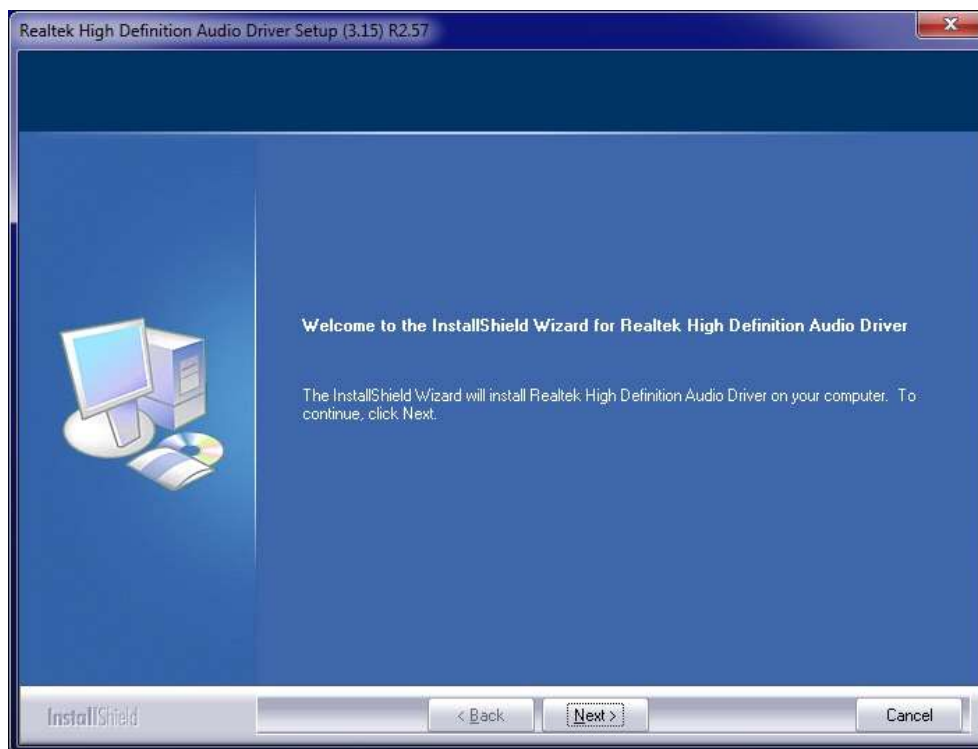 Realtek High Definition Audio Driver Setup (3.15) R2.57
Welcome to the InstallShield Wizard for Realtek High Definition Audio Driver
The InstallShield Wizard will install Realtek High Definition Audio Driver on your computer. To
continue, click Next.
InstallShield
< Back
Next >
Cancel